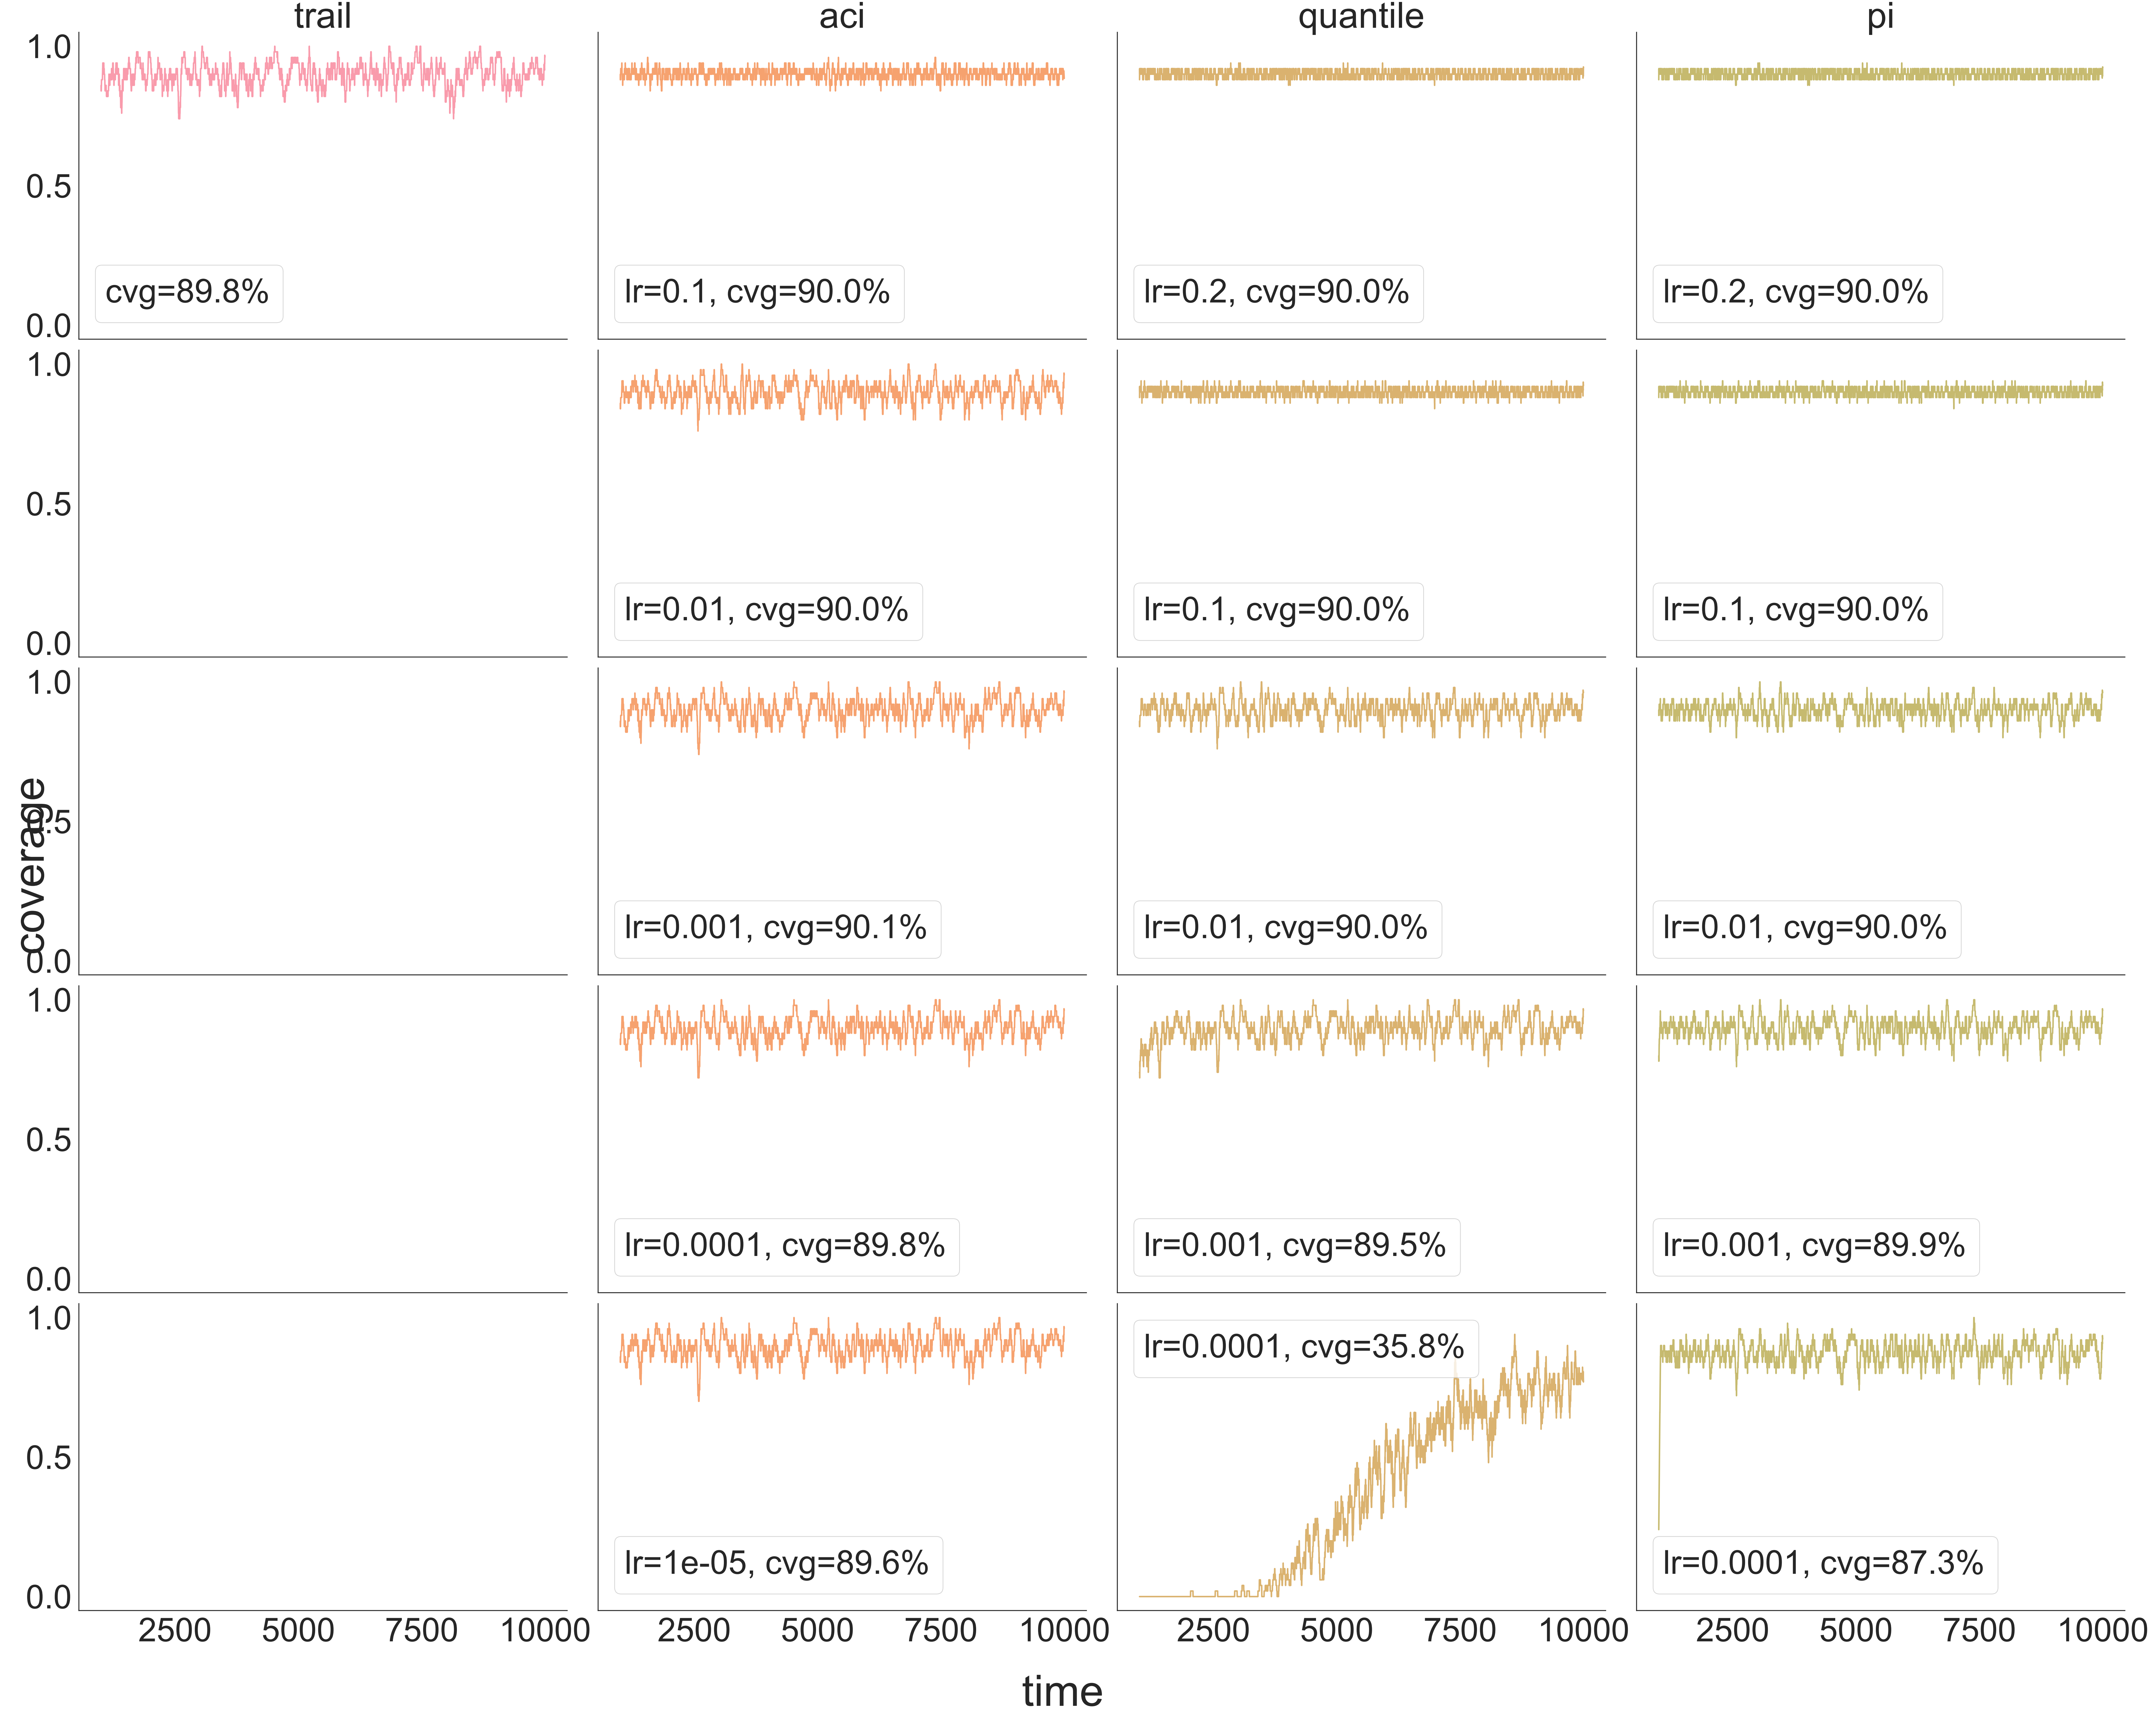 trail aci quantile pi
1.0
0.5
0.0
cvg=89.8%
lr=0.1, cvg=90.0%
lr=0.2, cvg=90.0%
lr=0.2, cvg=90.0%
1.0
0.5
0.0
lr=0.01, cvg=90.0%
lr=0.1, cvg=90.0%
lr=0.1, cvg=90.0%
coverage
1.0
0.5
0.0
lr=0.001, cvg=90.1%
lr=0.01, cvg=90.0%
lr=0.01, cvg=90.0%
1.0
0.5
0.0
lr=0.0001, cvg=89.8%
lr=0.001, cvg=89.5%
lr=0.001, cvg=89.9%
1.0
0.5
0.0
lr=1e-05, cvg=89.6%
lr=0.0001, cvg=35.8%
lr=0.0001, cvg=87.3%
2500 5000 7500 10000
2500 5000 7500 10000
2500 5000 7500 10000
2500 5000 7500 10000
time